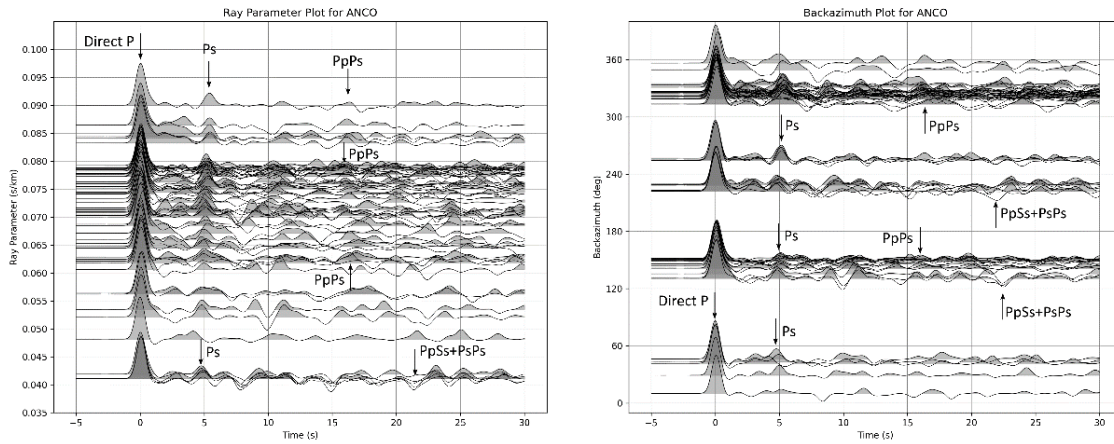 Ray Parameter Plot for ANCO
Direct P
Ps
PpPs
PpPs
PpPs
Ps
PpSs+PsPs
Ray Parameter (s/km)
0.100
0.095
0.090
0.085
0.080
0.075
0.070
0.065
0.060
0.055
0.050
0.045
0.040
0.035
−5 0 5 10 15 20 25 30
Time (s)
Backazimuth Plot for ANCO
PpPs
Ps
PpSs+PsPs
Ps
PpPs
PpSs+PsPs
Direct P
Ps
Backazimuth (deg)
360
300
240
180
120
60
0
−5 0 5 10 15 20 25 30
Time (s)